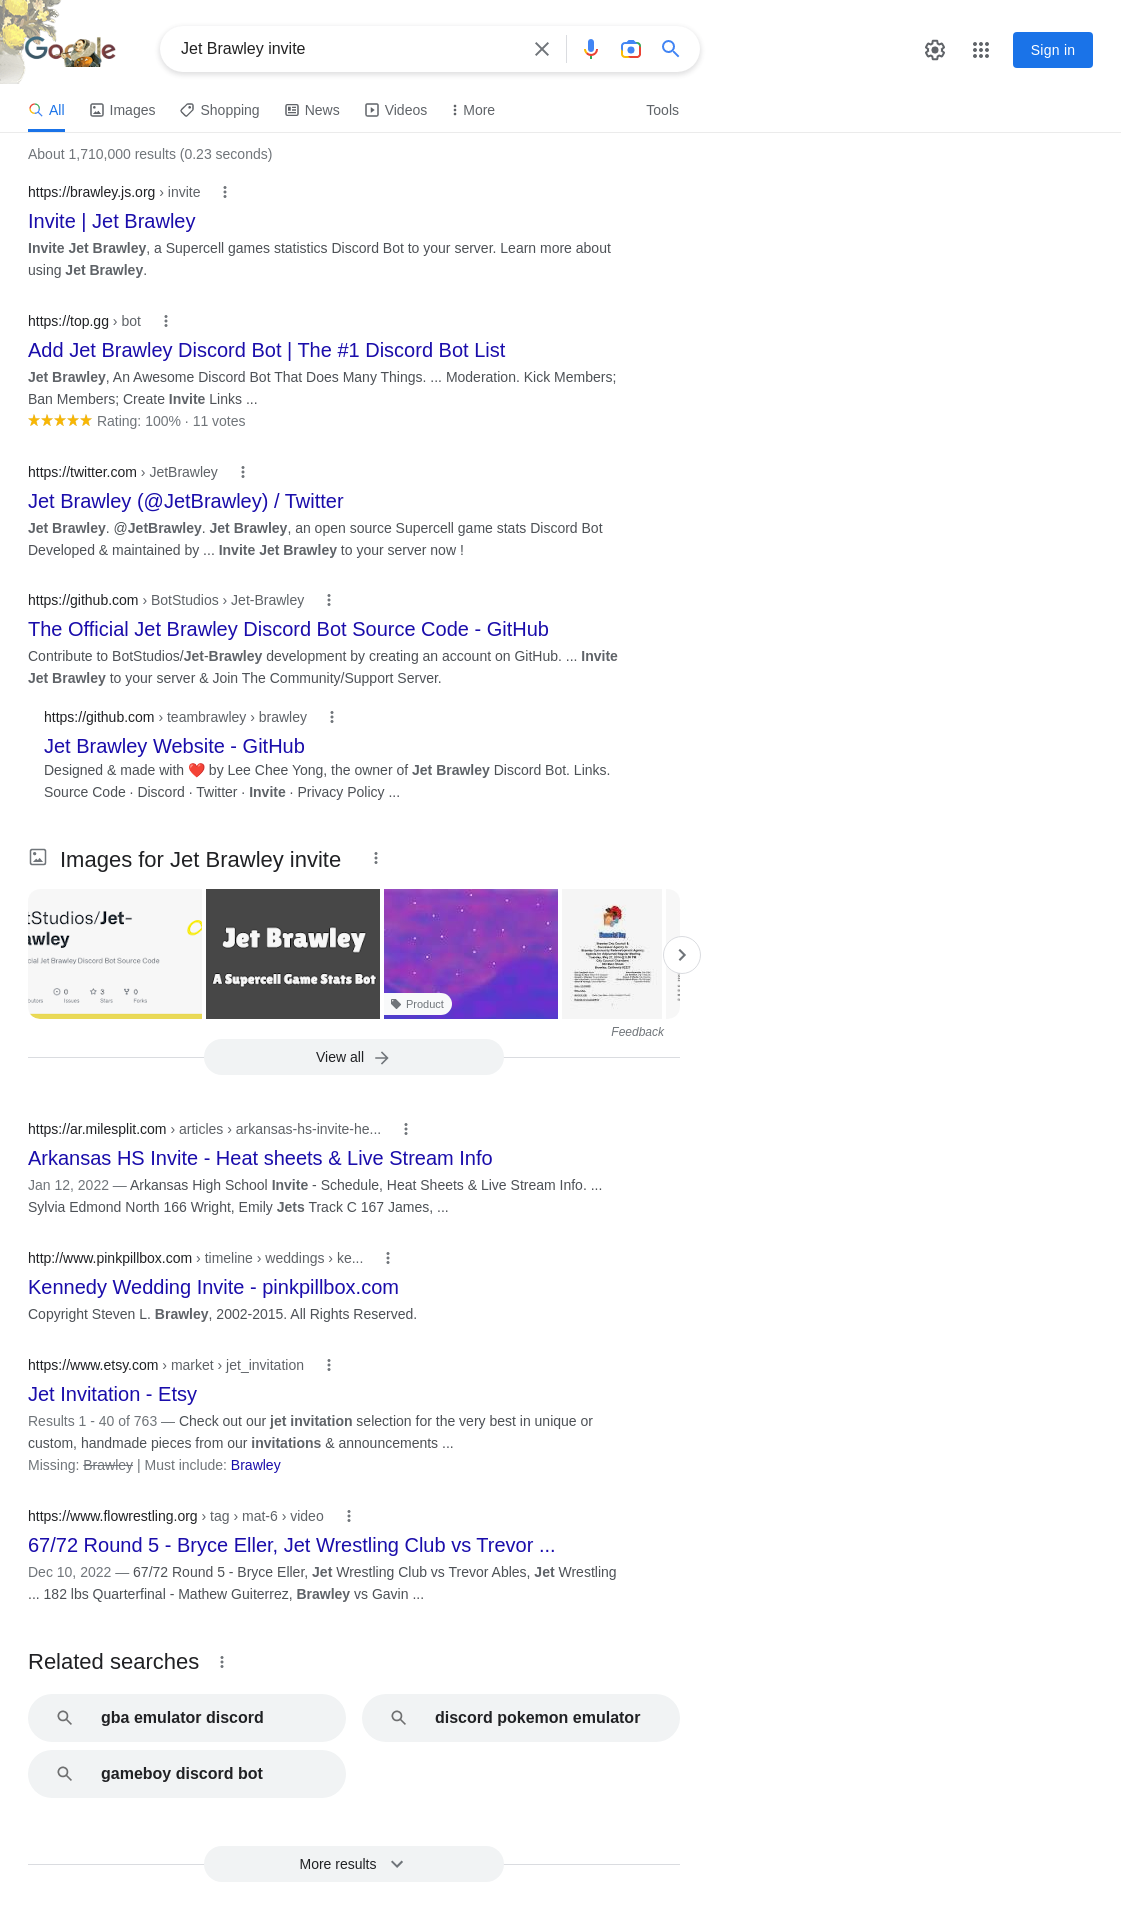 Google
Jet Brawley invite
Sign in
All Images Shopping News Videos More Tools
About 1,710,000 results (0.23 seconds)
https://brawley.js.org › invite
Invite | Jet Brawley
Invite Jet Brawley, a Supercell games statistics Discord Bot to your server. Learn more about
using Jet Brawley.
https://top.gg › bot
Add Jet Brawley Discord Bot | The #1 Discord Bot List
Jet Brawley, An Awesome Discord Bot That Does Many Things. ... Moderation. Kick Members;
Ban Members; Create Invite Links ...
Rating: 100% · 11 votes
https://twitter.com › JetBrawley
Jet Brawley (@JetBrawley) / Twitter
Jet Brawley. @JetBrawley. Jet Brawley, an open source Supercell game stats Discord Bot
Developed & maintained by ... Invite Jet Brawley to your server now !
https://github.com › BotStudios › Jet-Brawley
The Official Jet Brawley Discord Bot Source Code - GitHub
Contribute to BotStudios/Jet-Brawley development by creating an account on GitHub. ... Invite
Jet Brawley to your server & Join The Community/Support Server.
https://github.com › teambrawley › brawley
Jet Brawley Website - GitHub
Designed & made with ❤️ by Lee Chee Yong, the owner of Jet Brawley Discord Bot. Links.
Source Code · Discord · Twitter · Invite · Privacy Policy ...
Images for Jet Brawley invite
tStudios/Jet-
awley
cial Jet Brawley Discord Bot Source Code
0 3 0
butors Issues Stars Forks
Jet Brawley
A Supercell Game Stats Bot
Product
Memorial Day
Feedback
View all
https://ar.milesplit.com › articles › arkansas-hs-invite-he...
Arkansas HS Invite - Heat sheets & Live Stream Info
Jan 12, 2022 — Arkansas High School Invite - Schedule, Heat Sheets & Live Stream Info. ...
Sylvia Edmond North 166 Wright, Emily Jets Track C 167 James, ...
http://www.pinkpillbox.com › timeline › weddings › ke...
Kennedy Wedding Invite - pinkpillbox.com
Copyright Steven L. Brawley, 2002-2015. All Rights Reserved.
https://www.etsy.com › market › jet_invitation
Jet Invitation - Etsy
Results 1 - 40 of 763 — Check out our jet invitation selection for the very best in unique or
custom, handmade pieces from our invitations & announcements ...
Missing: Brawley | Must include: Brawley
https://www.flowrestling.org › tag › mat-6 › video
67/72 Round 5 - Bryce Eller, Jet Wrestling Club vs Trevor ...
Dec 10, 2022 — 67/72 Round 5 - Bryce Eller, Jet Wrestling Club vs Trevor Ables, Jet Wrestling
... 182 lbs Quarterfinal - Mathew Guiterrez, Brawley vs Gavin ...
Related searches
gba emulator discord
discord pokemon emulator
gameboy discord bot
More results